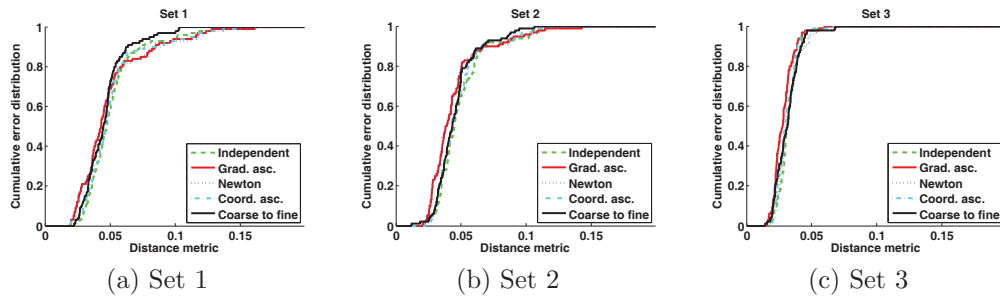 Set 1
Cumulative error distribution
1
0.8
0.6
0.4
0.2
0
Independent
Grad. asc.
Newton
Coord. asc.
Coarse to fine
0 0.05 0.1 0.15
Distance metric
(a) Set 1
Set 2
Cumulative error distribution
1
0.8
0.6
0.4
0.2
0
Independent
Grad. asc.
Newton
Coord. asc.
Coarse to fine
0 0.05 0.1 0.15
Distance metric
(b) Set 2
Set 3
Cumulative error distribution
1
0.8
0.6
0.4
0.2
0
Independent
Grad. asc.
Newton
Coord. asc.
Coarse to fine
0 0.05 0.1 0.15
Distance metric
(c) Set 3